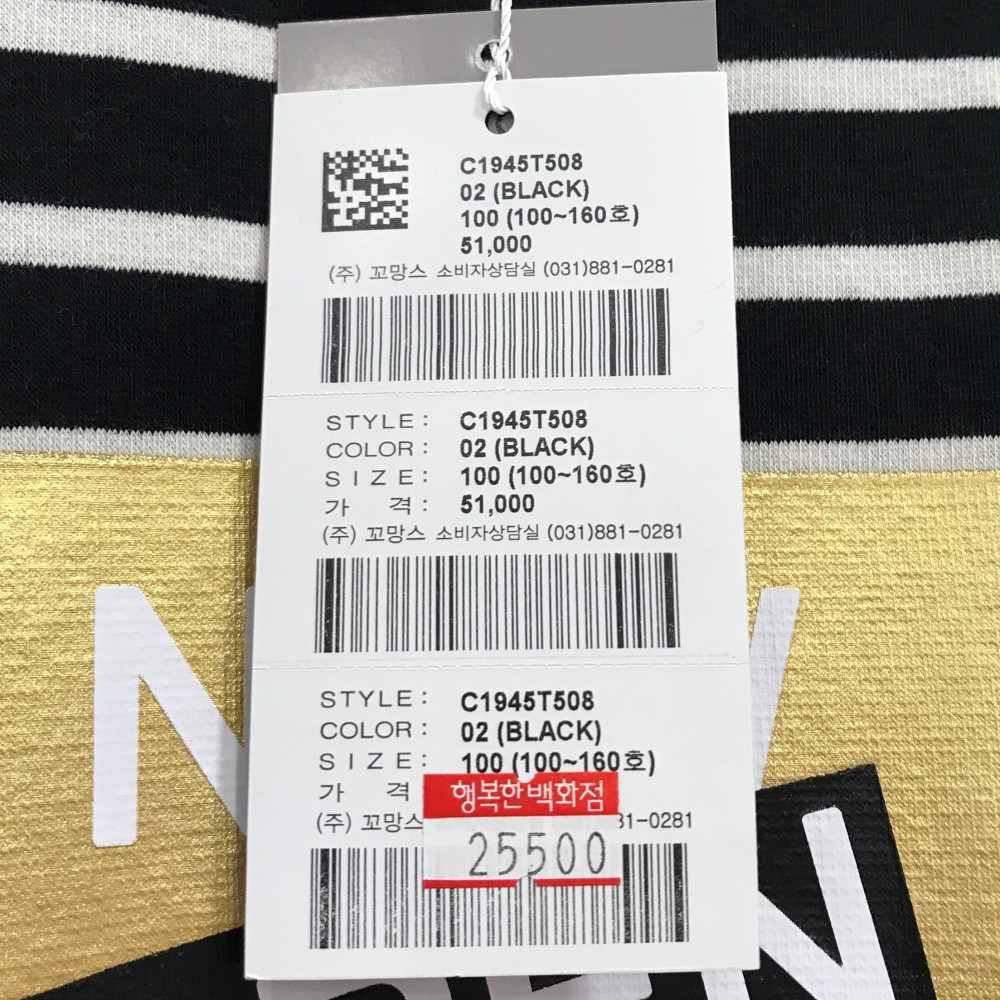 C1945T508
02 (BLACK)
100 (100~160호)
51,000
(주) 꼬망스 소비자상담실 (031)881-0281
STYLE : C1945T508
COLOR : 02 (BLACK)
SIZE : 100 (100~160호)
가 격 : 51,000
(주) 꼬망스 소비자상담실 (031)881-0281
STYLE : C1945T508
COLOR : 02 (BLACK)
SIZE : 100 (100~160호)
가 격
행복한백화점
(주) 꼬망스 31-0281
25500